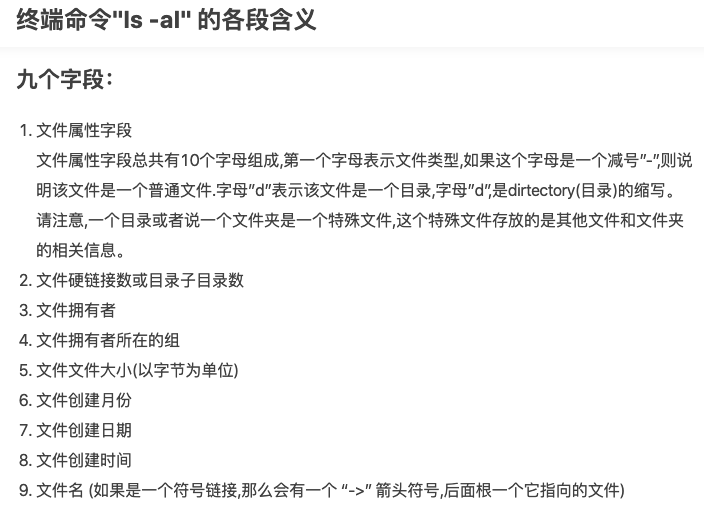 终端命令"ls -al" 的各段含义
九个字段：
1. 文件属性字段
文件属性字段总共有10个字母组成,第一个字母表示文件类型,如果这个字母是一个减号”-”,则说
明该文件是一个普通文件.字母”d”表示该文件是一个目录,字母”d”,是dirtectory(目录)的缩写。
请注意,一个目录或者说一个文件夹是一个特殊文件,这个特殊文件存放的是其他文件和文件夹
的相关信息。
2. 文件硬链接数或目录子目录数
3. 文件拥有者
4. 文件拥有者所在的组
5. 文件文件大小(以字节为单位)
6. 文件创建月份
7. 文件创建日期
8. 文件创建时间
9. 文件名 (如果是一个符号链接,那么会有一个 “->” 箭头符号,后面根一个它指向的文件)